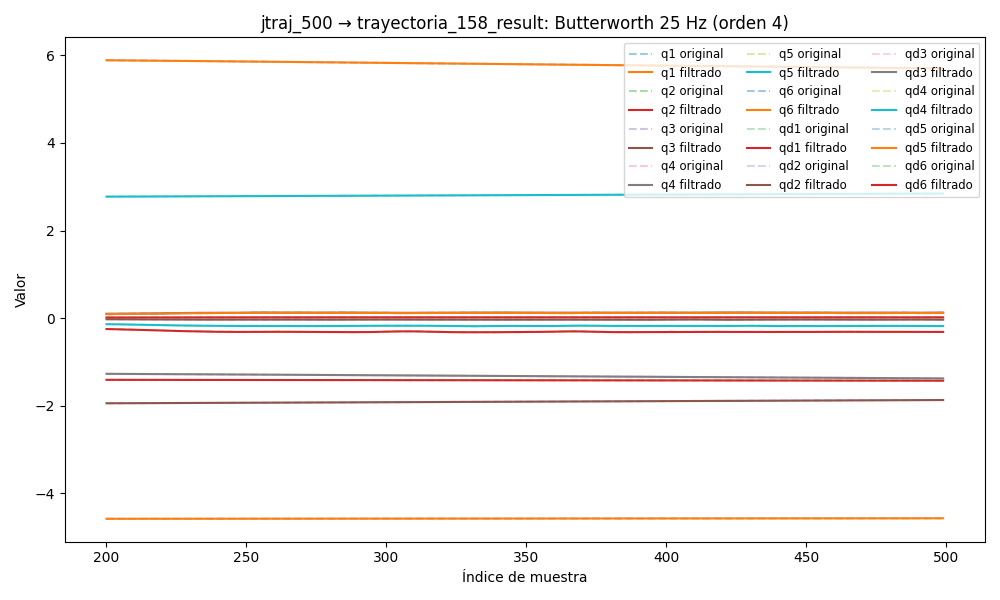 jtraj_500 → trayectoria_158_result: Butterworth 25 Hz (orden 4)
q1 original
q1 filtrado
q2 original
q2 filtrado
q3 original
q3 filtrado
q4 original
q4 filtrado
q5 original
q5 filtrado
q6 original
q6 filtrado
qd1 original
qd1 filtrado
qd2 original
qd2 filtrado
qd3 original
qd3 filtrado
qd4 original
qd4 filtrado
qd5 original
qd5 filtrado
qd6 original
qd6 filtrado
Valor
6
4
2
0
−2
−4
200
250
300
350
400
450
500
Índice de muestra